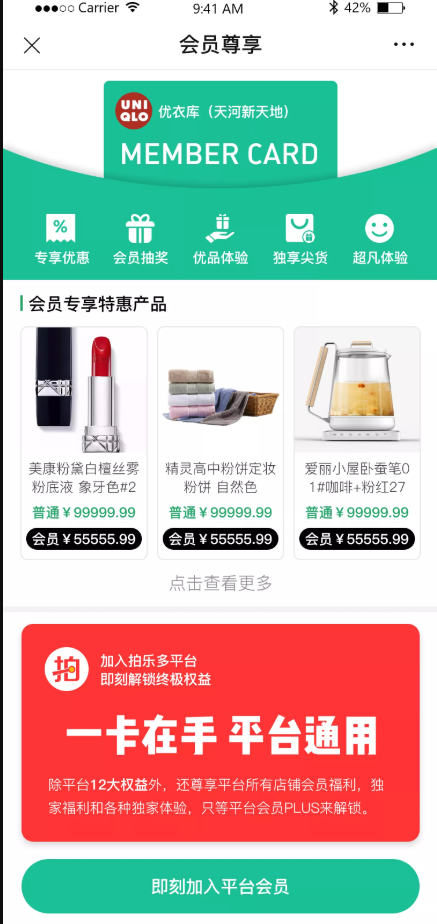 Carrier 9:41 AM 42%
会员尊享
UNI
QLO
优衣库（天河新天地）
MEMBER CARD
%
专享优惠 会员抽奖 优品体验 独享尖货 超凡体验
会员专享特惠产品
美康粉黛白檀丝雾
粉底液 象牙色#2
普通￥99999.99
会员￥55555.99
精灵高中粉饼定妆
粉饼 自然色
普通￥99999.99
会员￥55555.99
爱丽小屋卧蚕笔0
1#咖啡+粉红27
普通￥99999.99
会员￥55555.99
点击查看更多
拍
加入拍乐多平台
即刻解锁终极权益
一卡在手 平台通用
除平台12大权益外，还尊享平台所有店铺会员福利，独
家福利和各种独家体验，只等平台会员PLUS来解锁。
即刻加入平台会员